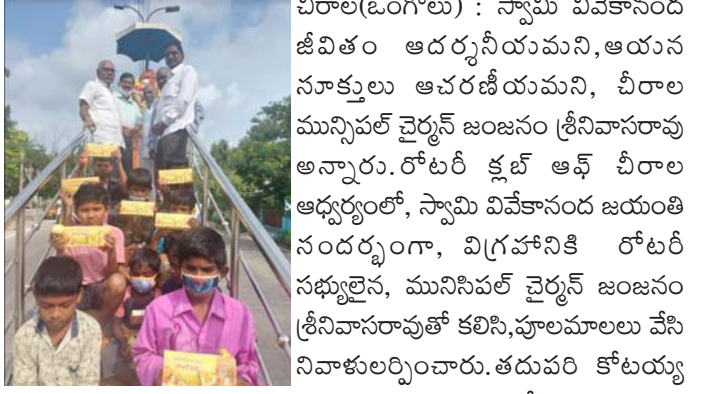 చీరాల(ఒంగోలు) : స్వామి వివేకానంద
జీవితం ఆదర్శనీయమని,ఆయన
సూక్తులు ఆచరణీయమని, చీరాల
మున్సిపల్ చైర్మన్ జంజనం శ్రీనివాసరావు
అన్నారు.రోటరీ క్లబ్ ఆఫ్ చీరాల
ఆధ్వర్యంలో, స్వామి వివేకానంద జయంతి
సందర్భంగా, విగ్రహానికి రోటరీ
సభ్యులైన, మునిసిపల్ చైర్మన్ జంజనం
శ్రీనివాసరావుతో కలిసి,పూలమాలలు వేసి
నివాళులర్పించారు.తదుపరి కోటయ్య